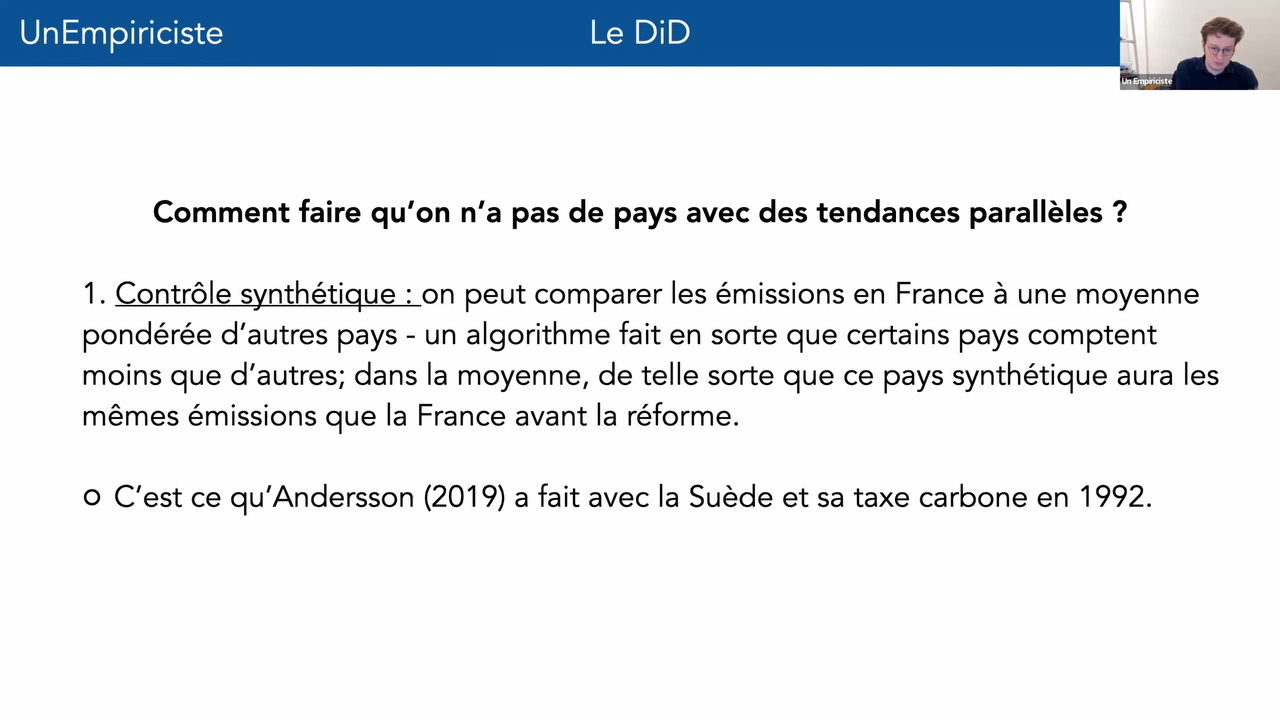 UnEmpiriciste
Le DiD
Un Empiriciste
Comment faire qu’on n’a pas de pays avec des tendances parallèles ?
1. Contrôle synthétique : on peut comparer les émissions en France à une moyenne
pondérée d’autres pays - un algorithme fait en sorte que certains pays comptent
moins que d’autres; dans la moyenne, de telle sorte que ce pays synthétique aura les
mêmes émissions que la France avant la réforme.
○ C’est ce qu’Andersson (2019) a fait avec la Suède et sa taxe carbone en 1992.